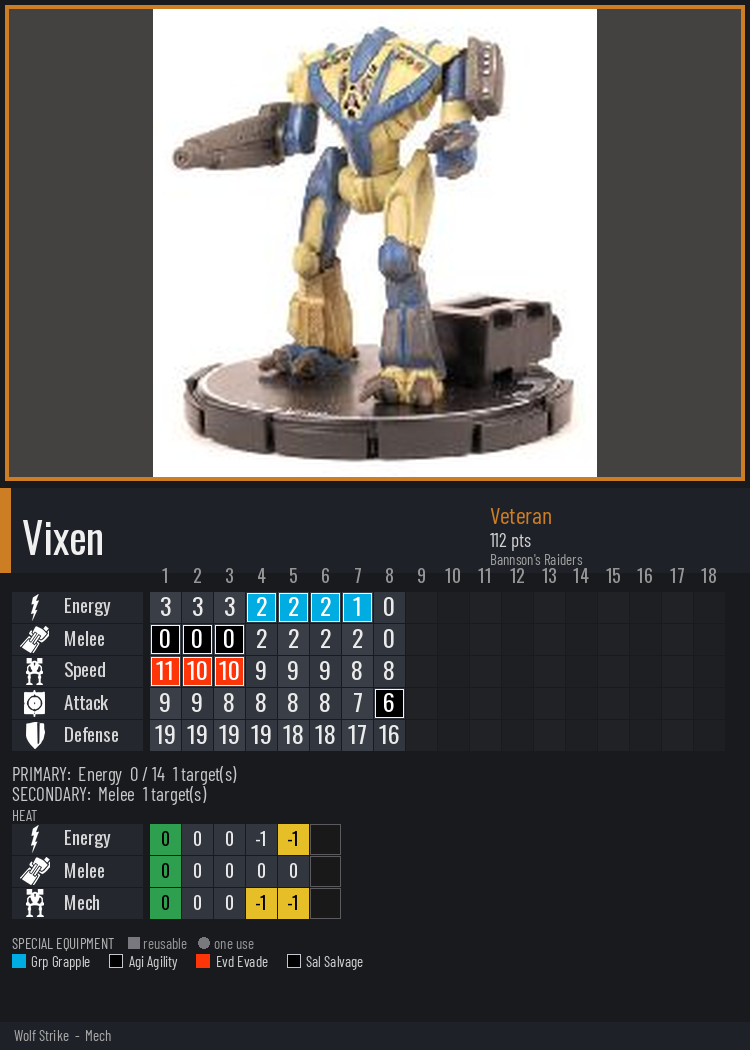 Vixen
Veteran
112 pts
Bannson's Raiders
1 2 3 4 5 6 7 8 9 10 11 12 13 14 15 16 17 18
Energy 3 3 3 2 2 2 1 0
Melee 0 0 0 2 2 2 2 0
Speed 11 10 10 9 9 9 8 8
Attack 9 9 8 8 8 8 7 6
Defense 19 19 19 19 18 18 17 16
PRIMARY: Energy 0 / 14 1 target(s)
SECONDARY: Melee 1 target(s)
HEAT
Energy 0 0 0 -1 -1
Melee 0 0 0 0 0
Mech 0 0 0 -1 -1
SPECIAL EQUIPMENT reusable one use
Grp Grapple Agi Agility Evd Evade Sal Salvage
Wolf Strike - Mech